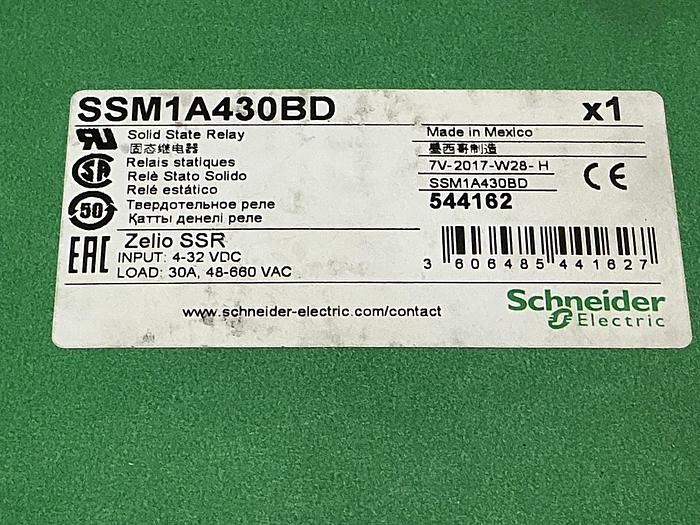 SSM1A430BD x1
Solid State Relay
固态继电器
Relais statiques
Relè Stato Solido
Relé estático
Твердотельное реле
Қатты денелі реле
Made in Mexico
墨西哥制造
7V-2017-W28- H
SSM1A430BD
544162
CE
50
EAC
Zelio SSR
INPUT: 4-32 VDC
LOAD: 30A, 48-660 VAC
3 606485 441627
www.schneider-electric.com/contact
Schneider
Electric